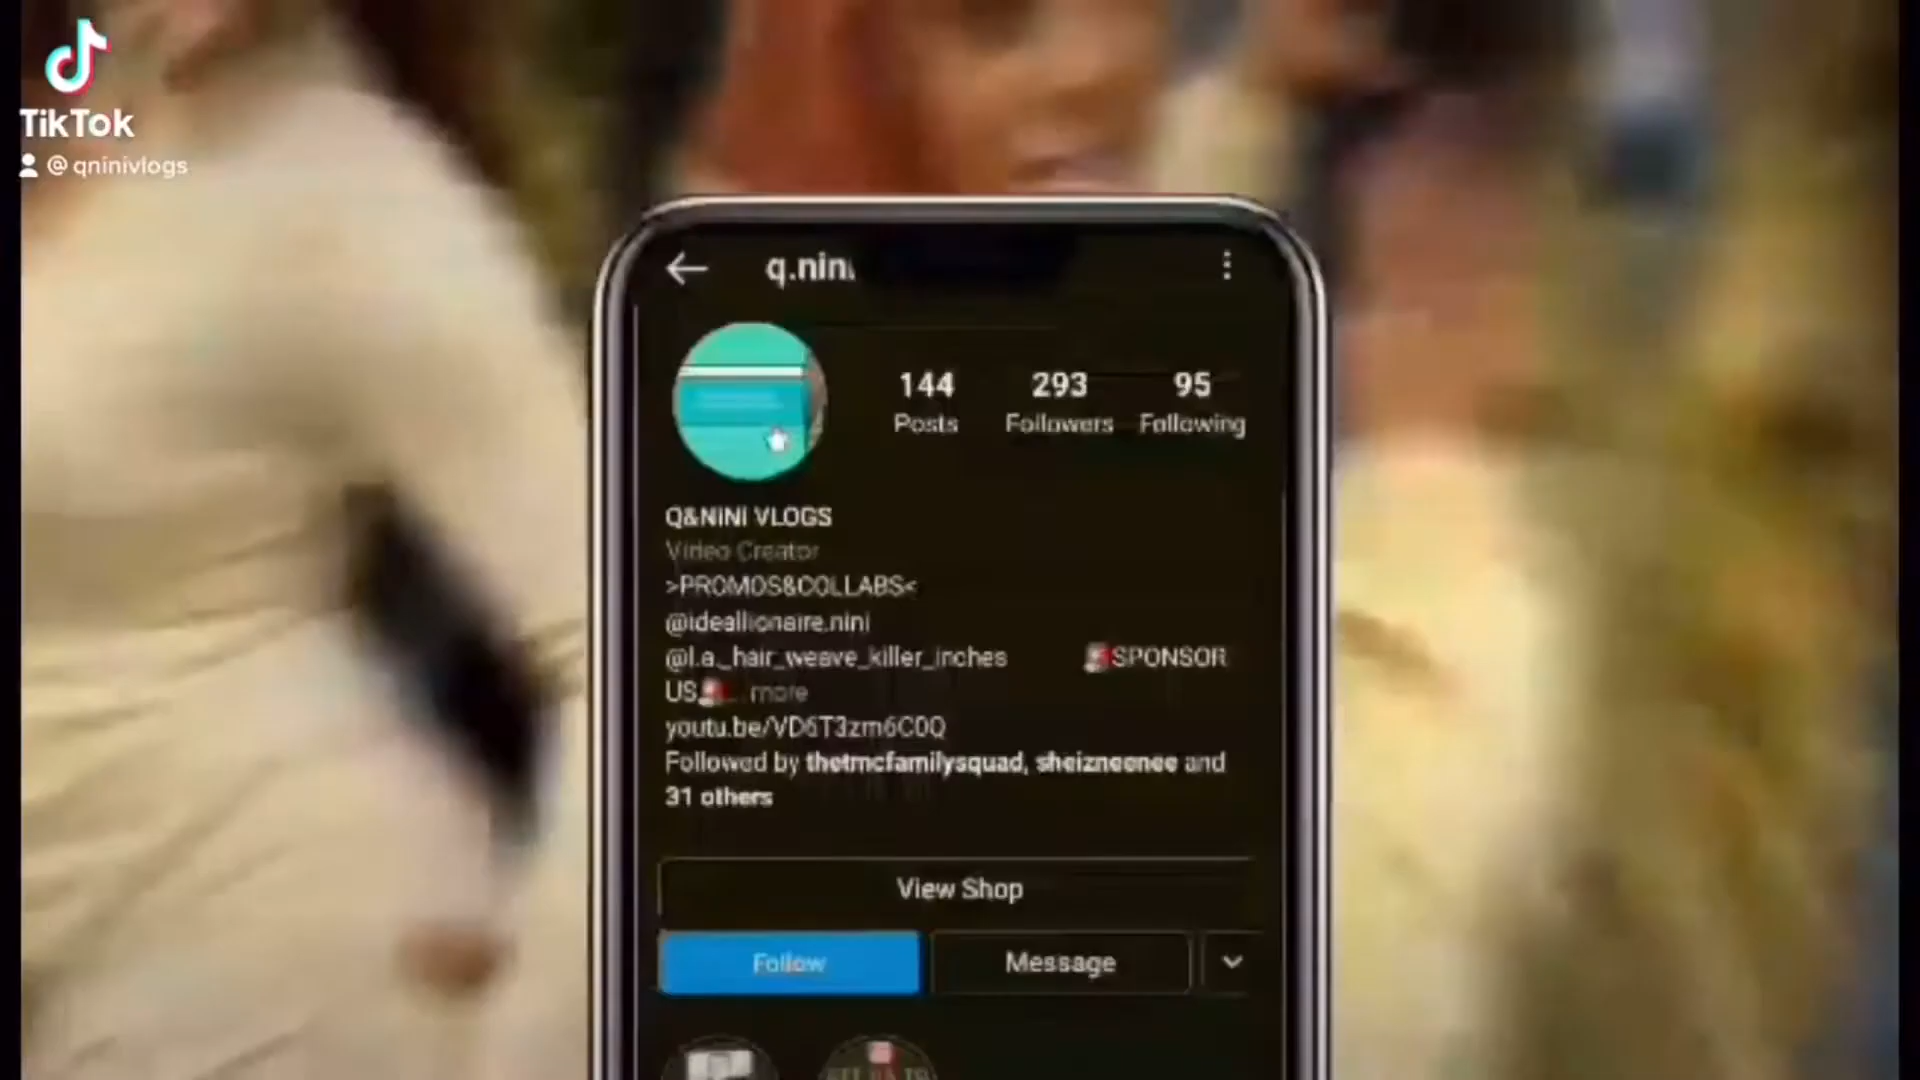 TikTok
@qninivlogs
q.nini
144 293 95
Posts Followers Following
Q&NINI VLOGS
Video Creator
>PROMOS&COLLABS<
@ideallionaire.nini
@l.a._hair_weave_killer_inches SPONSOR
US more
youtu.be/VD6T3zm6C0Q
Followed by thetmcfamilysquad, sheizneenee and
31 others
View Shop
Follow Message